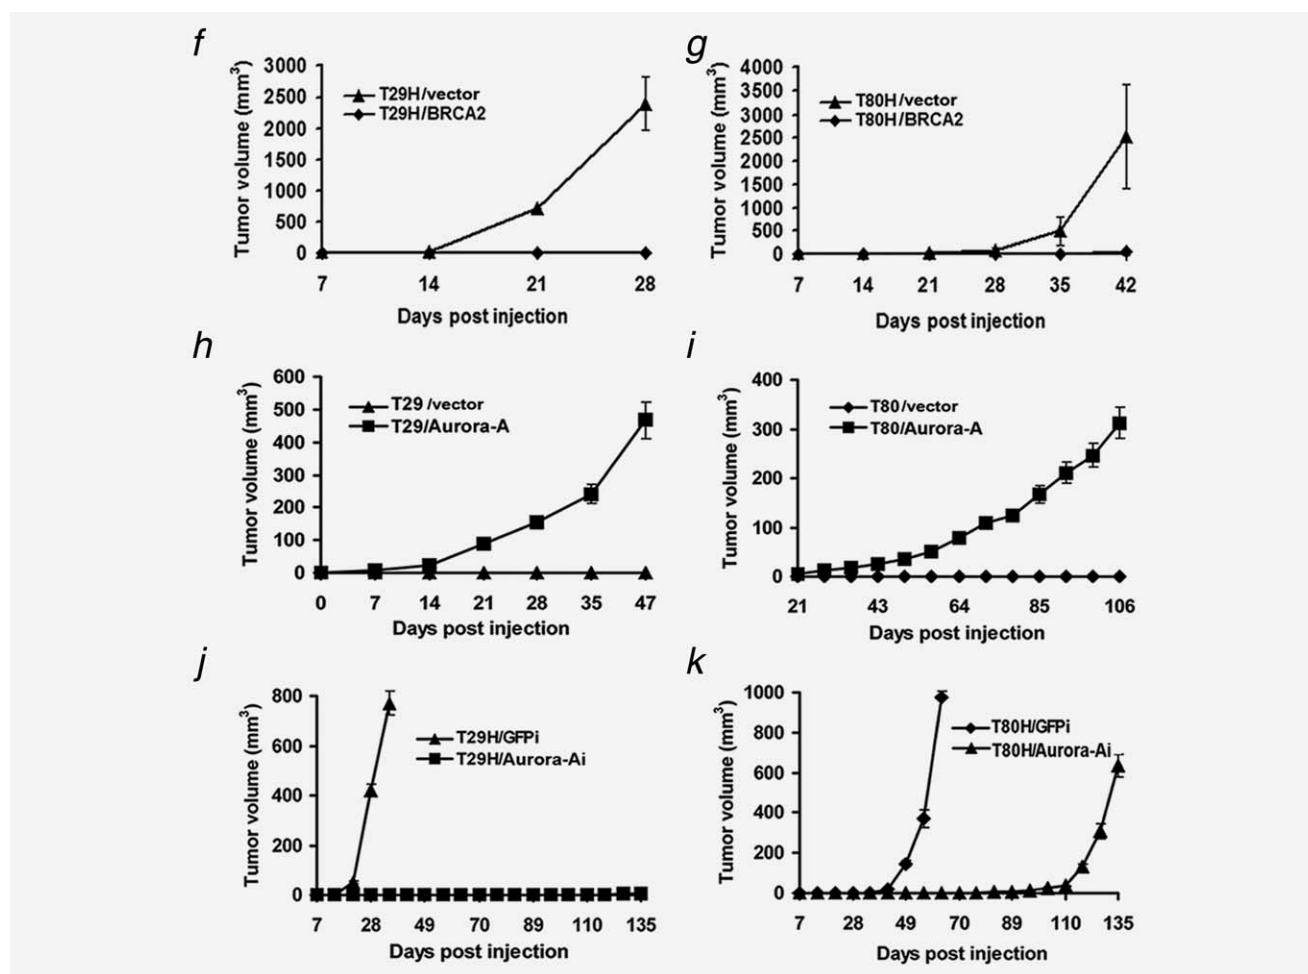 f
Tumor volume (mm³)
3000
2500
2000
1500
1000
500
0
T29H/vector
T29H/BRCA2
7 14 21 28
Days post injection
g
Tumor volume (mm³)
4000
3500
3000
2500
2000
1500
1000
500
0
T80H/vector
T80H/BRCA2
7 14 21 28 35 42
Days post injection
h
Tumor volume (mm³)
600
500
400
300
200
100
0
T29 /vector
T29/Aurora-A
0 7 14 21 28 35 47
Days post injection
i
Tumor volume (mm³)
400
300
200
100
0
T80 /vector
T80/Aurora-A
21 43 64 85 106
Days post injection
j
Tumor volume (mm³)
800
600
400
200
0
T29H/GFPi
T29H/Aurora-Ai
7 28 49 70 89 110 135
Days post injection
k
Tumor volume (mm³)
1000
800
600
400
200
0
T80H/GFPi
T80H/Aurora-Ai
7 28 49 70 89 110 135
Days post injection